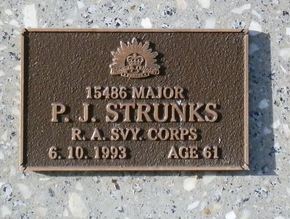 15486 MAJOR
P. J. STRUNKS
R. A. SVY. CORPS
6. 10. 1993 AGE 61